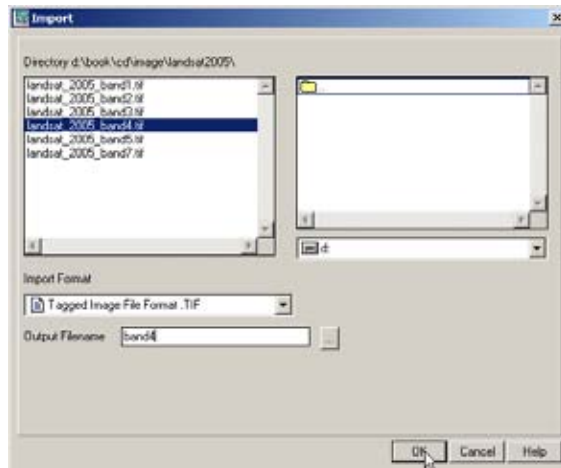 Import
Directory d:\book\cd\image\landsat2005\
landsat_2005_band1.tif
landsat_2005_band2.tif
landsat_2005_band3.tif
landsat_2005_band4.tif
landsat_2005_band5.tif
landsat_2005_band7.tif
..
d:
Import Format
Tagged Image File Format .TIF
Output Filename band4
...
OK Cancel Help